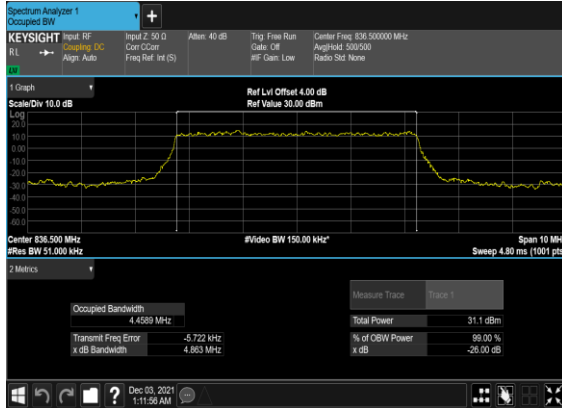 Spectrum Analyzer 1
Occupied BW
KEYSIGHT
RL
Input: RF
Coupling: DC
Align: Auto
Input Z: 50 Ω
Corr CCorr
Freq Ref: Int (S)
Atten: 40 dB
Trig: Free Run
Gate: Off
#IF Gain: Low
Center Freq: 836.500000 MHz
Avg|Hold: 500/500
Radio Std: None
1 Graph
Scale/Div 10.0 dB
Ref Lvl Offset 4.00 dB
Ref Value 30.00 dBm
Log
20.0
10.0
0.00
-10.0
-20.0
-30.0
-40.0
-50.0
-60.0
Center 836.500 MHz
#Res BW 51.000 kHz
#Video BW 150.00 kHz*
Span 10 MH
Sweep 4.80 ms (1001 pts
2 Metrics
Measure Trace
Trace 1
Occupied Bandwidth
4.4589 MHz
Total Power
31.1 dBm
Transmit Freq Error
-5.722 kHz
% of OBW Power
99.00 %
x dB Bandwidth
4.863 MHz
x dB
-26.00 dB
?
Dec 03, 2021
1:11:56 AM